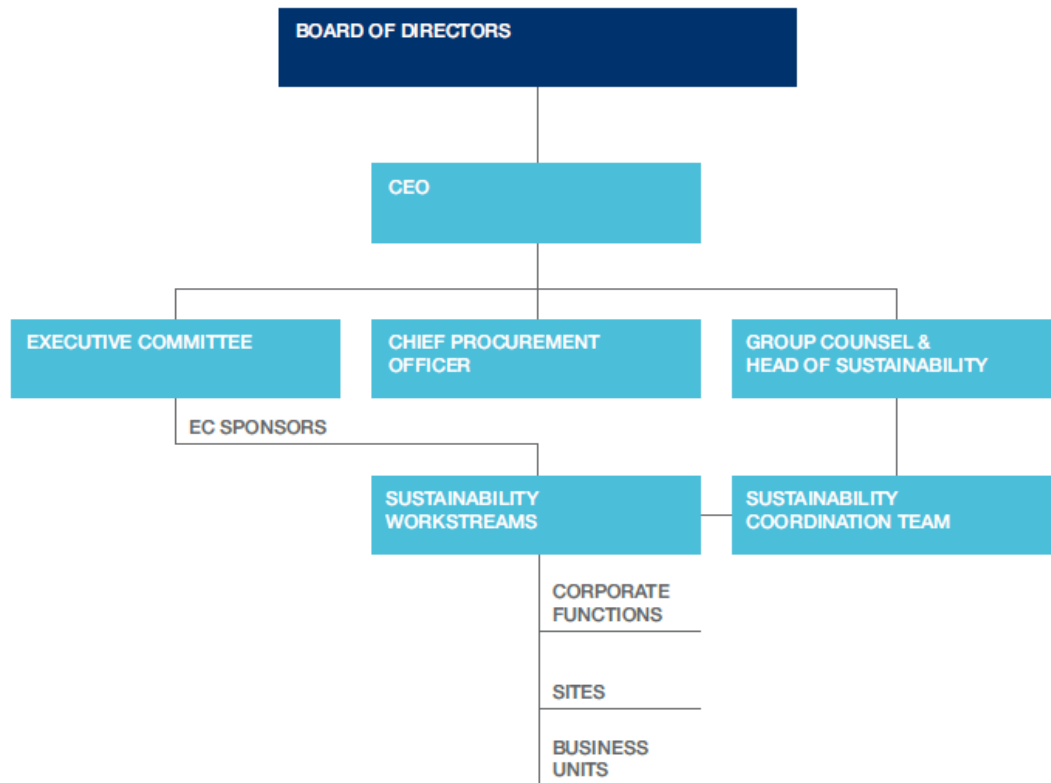 BOARD OF DIRECTORS
CEO
EXECUTIVE COMMITTEE
CHIEF PROCUREMENT
OFFICER
GROUP COUNSEL &
HEAD OF SUSTAINABILITY
EC SPONSORS
SUSTAINABILITY
WORKSTREAMS
SUSTAINABILITY
COORDINATION TEAM
CORPORATE
FUNCTIONS
SITES
BUSINESS
UNITS